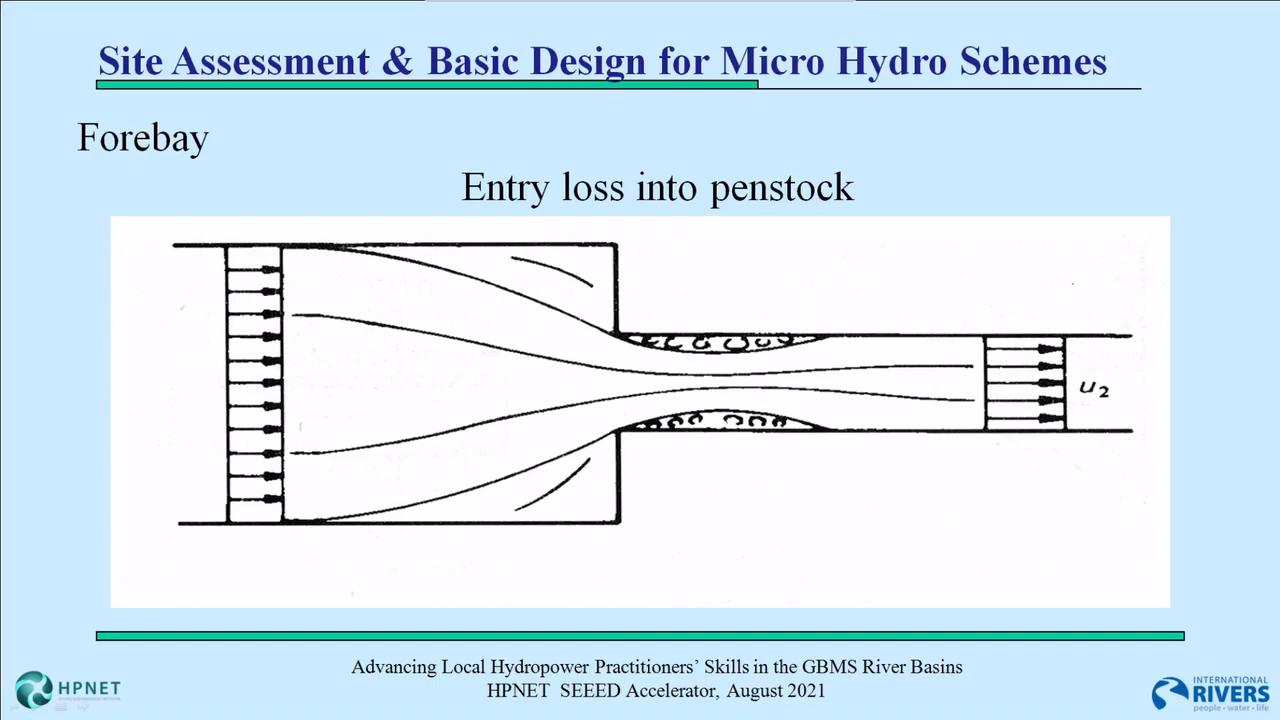 Site Assessment & Basic Design for Micro Hydro Schemes
Forebay
Entry loss into penstock
u₂
Advancing Local Hydropower Practitioners' Skills in the GBMS River Basins
HPNET SEEED Accelerator, August 2021
HPNET
INTERNATIONAL
RIVERS
people • water • life